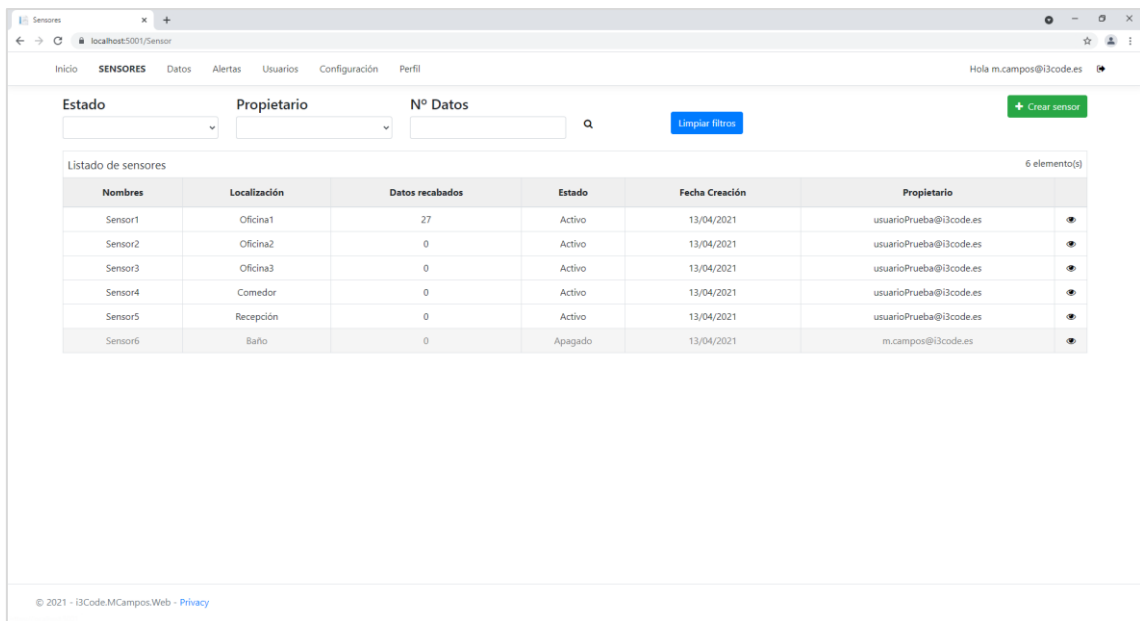 Sensores
localhost:5001/Sensor
Inicio SENSORES Datos Alertas Usuarios Configuración Perfil Hola m.campos@i3code.es
Estado Propietario Nº Datos
Limpiar filtros
+ Crear sensor
Listado de sensores 6 elemento(s)
Nombres Localización Datos recabados Estado Fecha Creación Propietario
Sensor1 Oficina1 27 Activo 13/04/2021 usuarioPrueba@i3code.es
Sensor2 Oficina2 0 Activo 13/04/2021 usuarioPrueba@i3code.es
Sensor3 Oficina3 0 Activo 13/04/2021 usuarioPrueba@i3code.es
Sensor4 Comedor 0 Activo 13/04/2021 usuarioPrueba@i3code.es
Sensor5 Recepción 0 Activo 13/04/2021 usuarioPrueba@i3code.es
Sensor6 Baño 0 Apagado 13/04/2021 m.campos@i3code.es
© 2021 - i3Code.MCampos.Web - Privacy